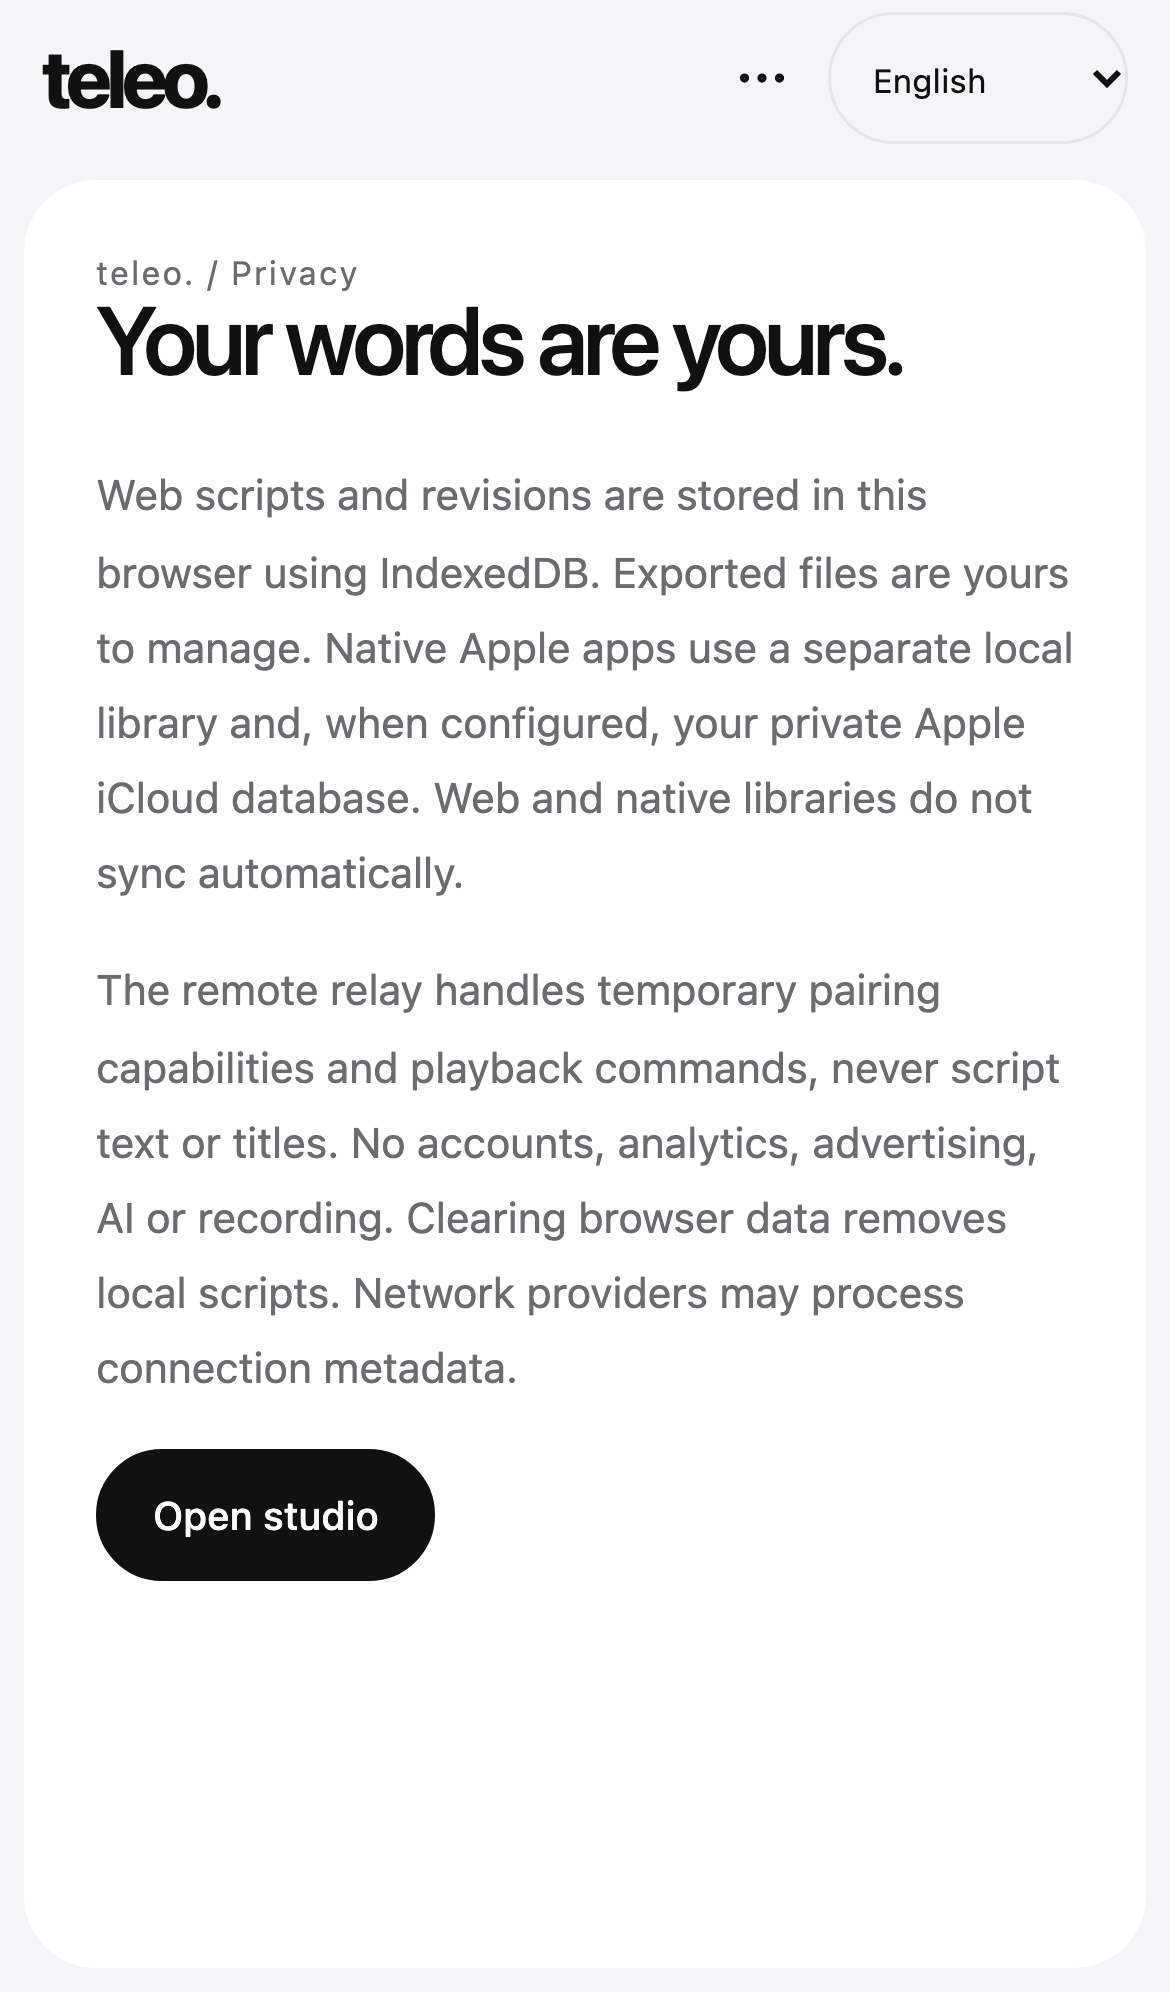 teleo.
English
teleo. / Privacy
Your words are yours.
Web scripts and revisions are stored in this
browser using IndexedDB. Exported files are yours
to manage. Native Apple apps use a separate local
library and, when configured, your private Apple
iCloud database. Web and native libraries do not
sync automatically.
The remote relay handles temporary pairing
capabilities and playback commands, never script
text or titles. No accounts, analytics, advertising,
AI or recording. Clearing browser data removes
local scripts. Network providers may process
connection metadata.
Open studio